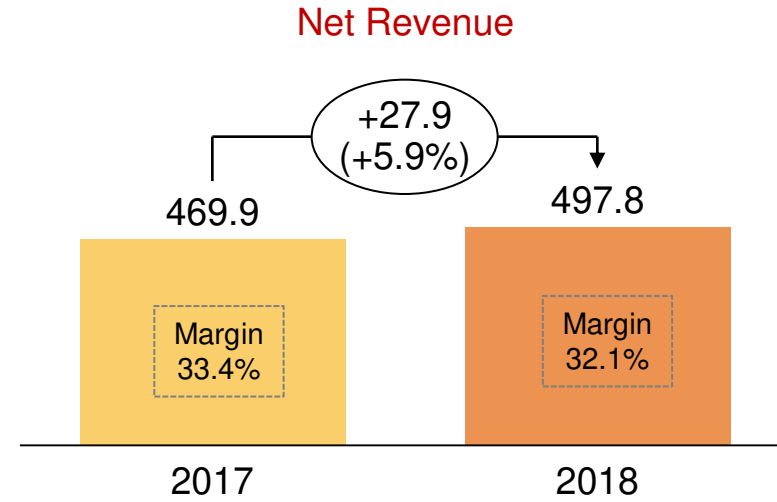 Net Revenue
+27.9
(+5.9%)
469.9
497.8
Margin
33.4%
Margin
32.1%
2017
2018